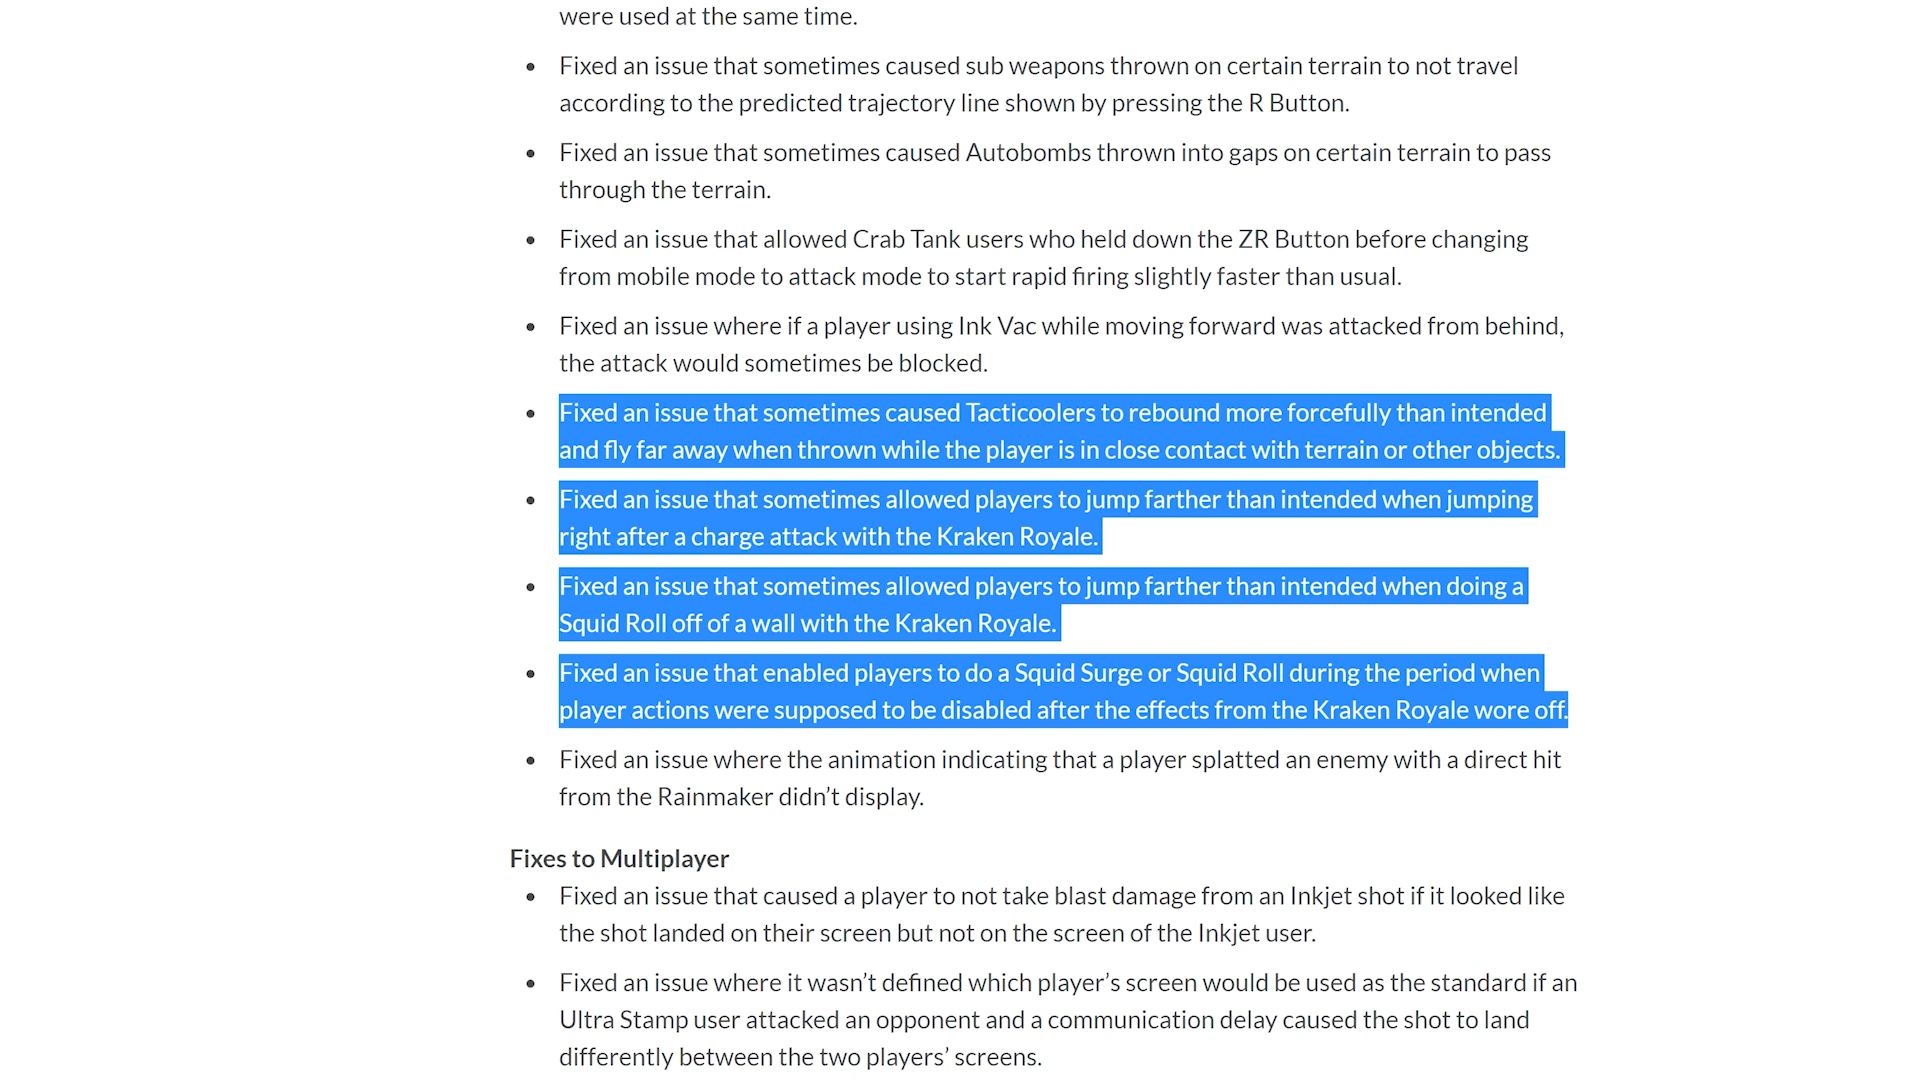 were used at the same time.
• Fixed an issue that sometimes caused sub weapons thrown on certain terrain to not travel
according to the predicted trajectory line shown by pressing the R Button.
• Fixed an issue that sometimes caused Autobombs thrown into gaps on certain terrain to pass
through the terrain.
• Fixed an issue that allowed Crab Tank users who held down the ZR Button before changing
from mobile mode to attack mode to start rapid firing slightly faster than usual.
• Fixed an issue where if a player using Ink Vac while moving forward was attacked from behind,
the attack would sometimes be blocked.
• Fixed an issue that sometimes caused Tacticoolers to rebound more forcefully than intended
and fly far away when thrown while the player is in close contact with terrain or other objects.
• Fixed an issue that sometimes allowed players to jump farther than intended when jumping
right after a charge attack with the Kraken Royale.
• Fixed an issue that sometimes allowed players to jump farther than intended when doing a
Squid Roll off of a wall with the Kraken Royale.
• Fixed an issue that enabled players to do a Squid Surge or Squid Roll during the period when
player actions were supposed to be disabled after the effects from the Kraken Royale wore off.
• Fixed an issue where the animation indicating that a player splatted an enemy with a direct hit
from the Rainmaker didn’t display.
Fixes to Multiplayer
• Fixed an issue that caused a player to not take blast damage from an Inkjet shot if it looked like
the shot landed on their screen but not on the screen of the Inkjet user.
• Fixed an issue where it wasn’t defined which player’s screen would be used as the standard if an
Ultra Stamp user attacked an opponent and a communication delay caused the shot to land
differently between the two players’ screens.